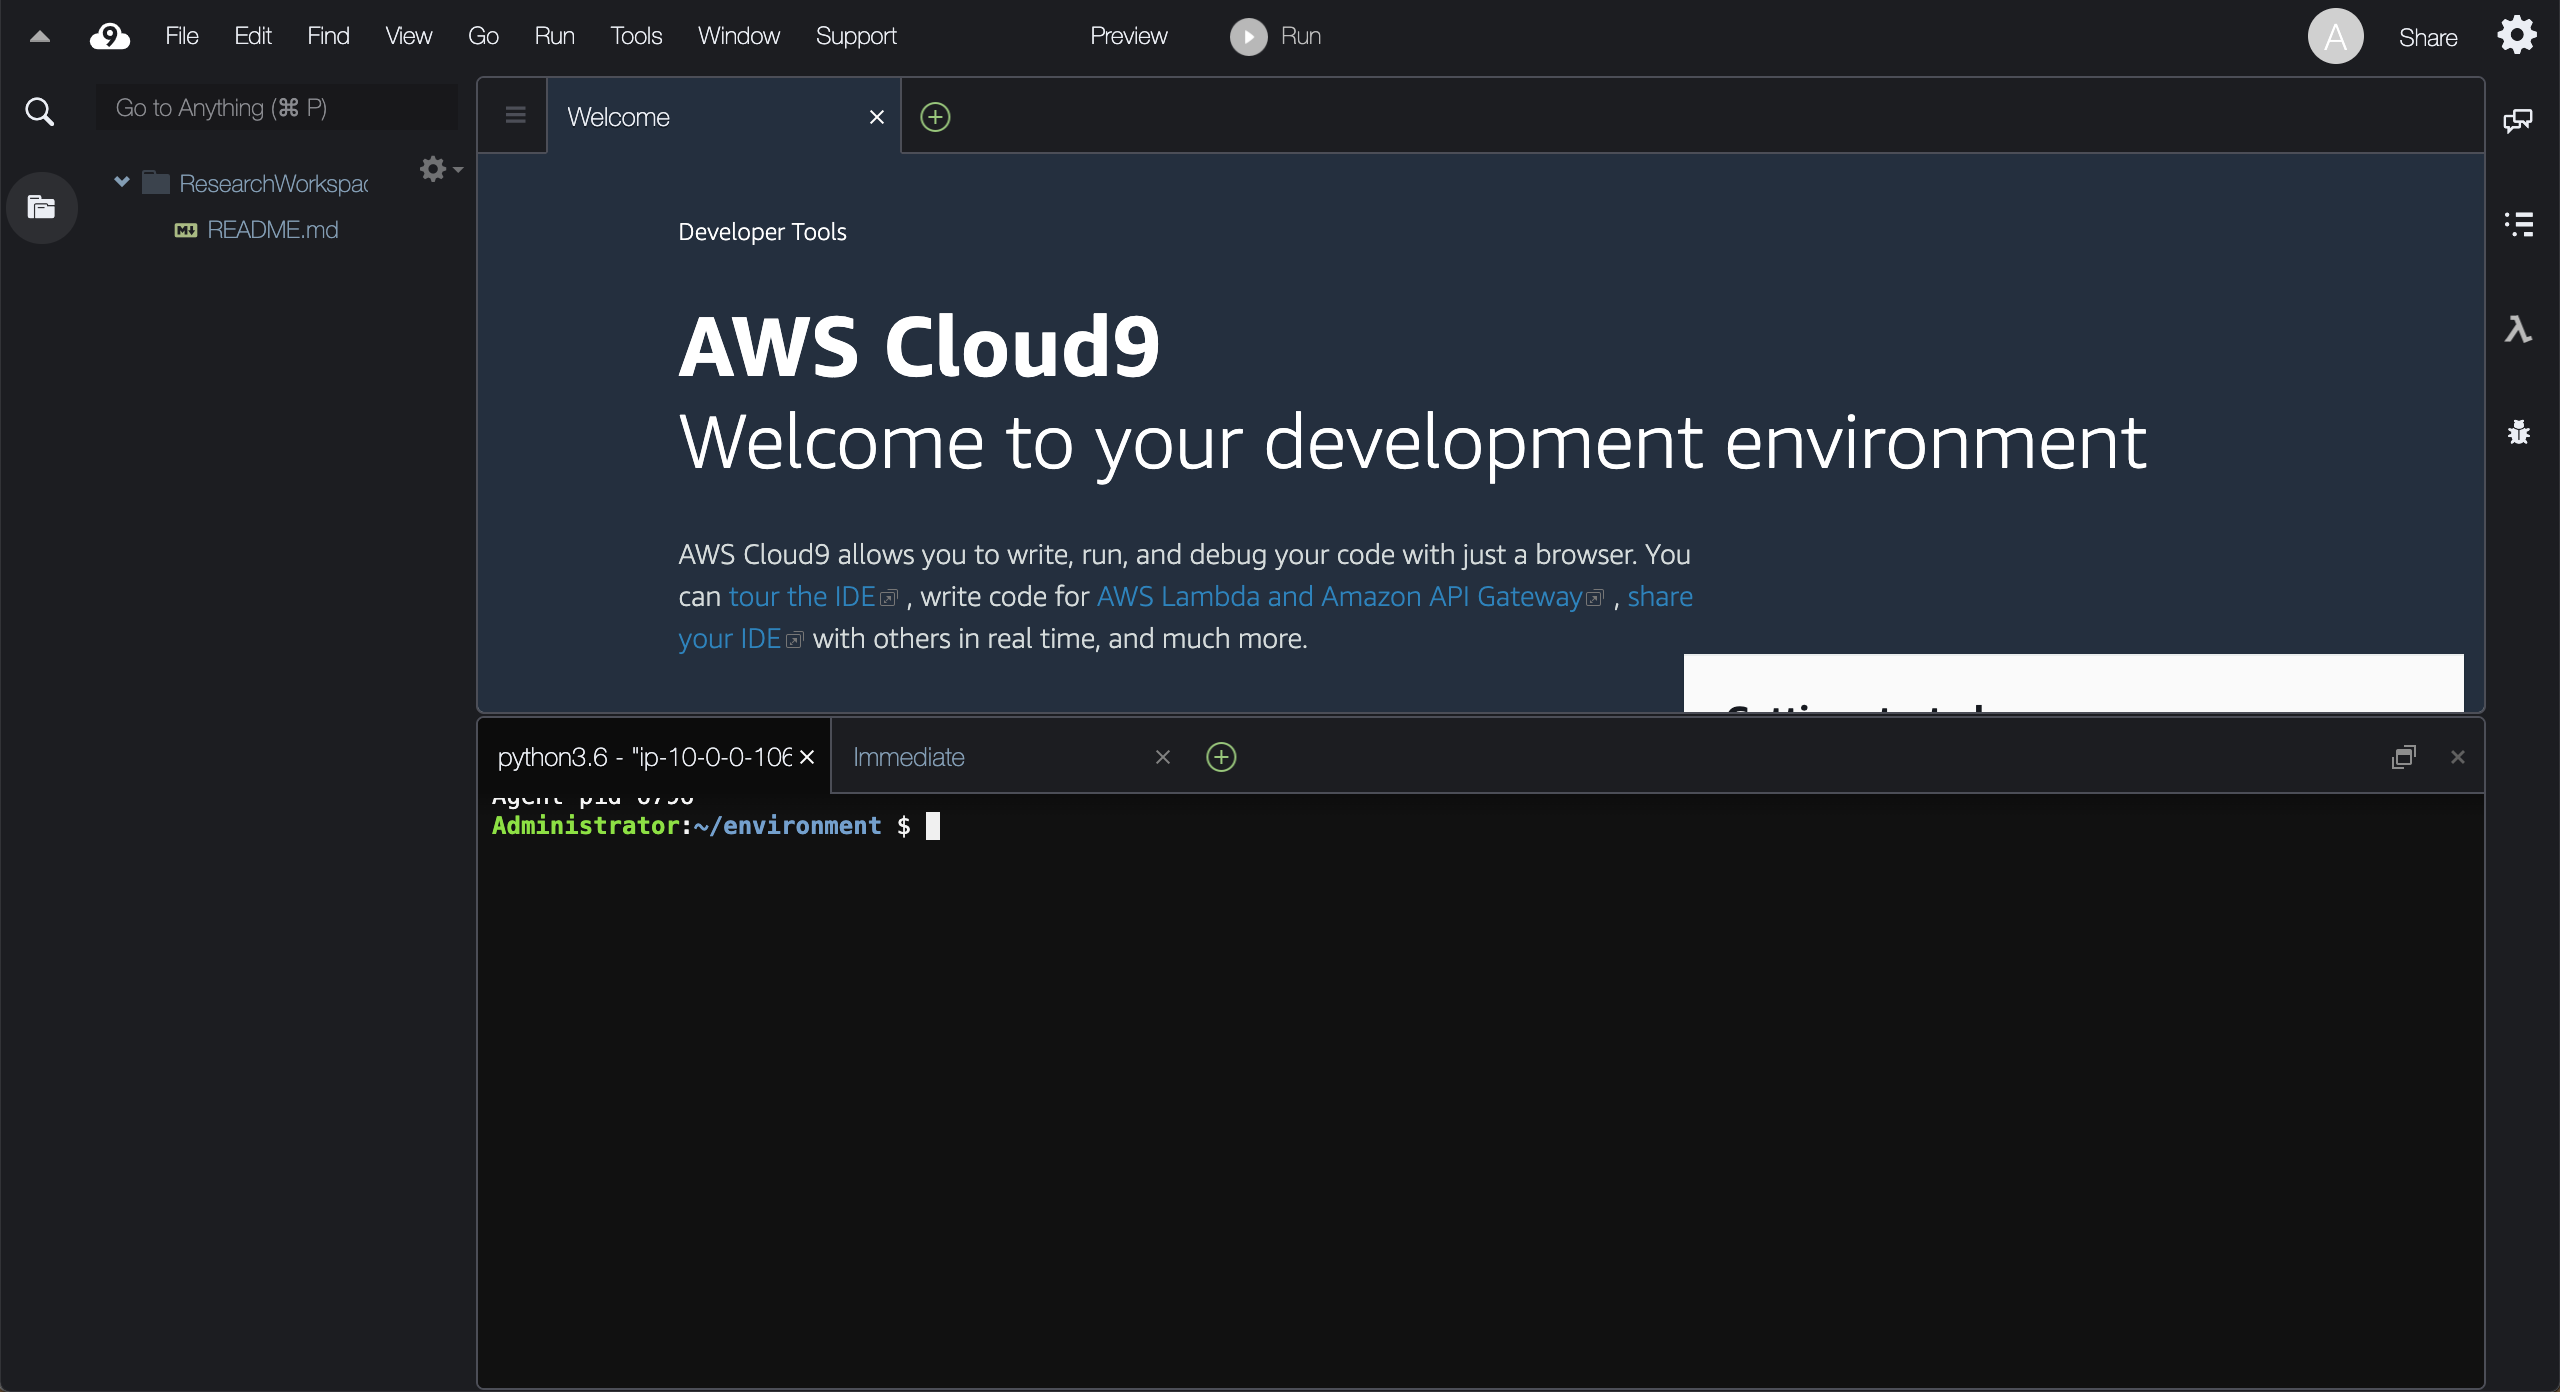 9 File Edit Find View Go Run Tools Window Support Preview Run A Share
Go to Anything (⌘ P)
ResearchWorkspac
README.md
Welcome
Developer Tools
AWS Cloud9
Welcome to your development environment
AWS Cloud9 allows you to write, run, and debug your code with just a browser. You
can tour the IDE , write code for AWS Lambda and Amazon API Gateway , share
your IDE with others in real time, and much more.
python3.6 - "ip-10-0-0-106 Immediate
Administrator:~/environment $